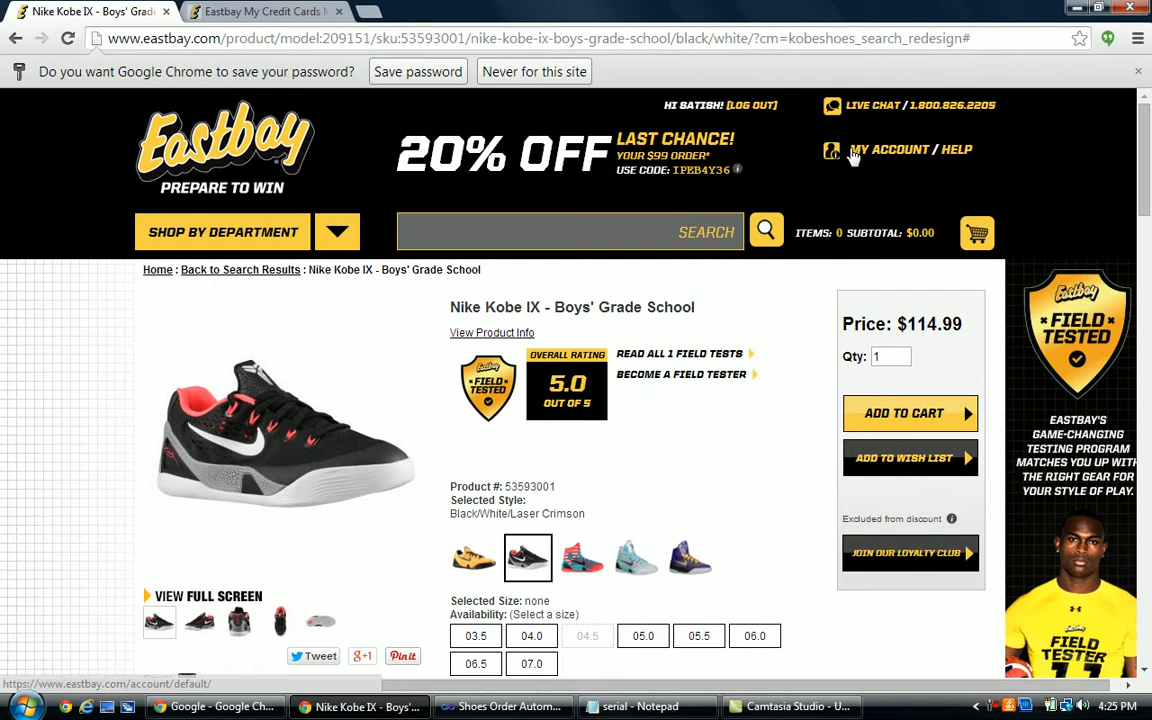 Nike Kobe IX - Boys' Grad
Eastbay My Credit Cards
www.eastbay.com/product/model:209151/sku:53593001/nike-kobe-ix-boys-grade-school/black/white/?cm=kobeshoes_search_redesign#
Do you want Google Chrome to save your password? Save password Never for this site
HI SATISH! [LOG OUT]
LIVE CHAT / 1.800.826.2205
Eastbay
PREPARE TO WIN
20% OFF
LAST CHANCE!
YOUR $99 ORDER*
USE CODE: IPEB4Y36
MY ACCOUNT / HELP
SHOP BY DEPARTMENT
SEARCH
ITEMS: 0 SUBTOTAL: $0.00
Home : Back to Search Results : Nike Kobe IX - Boys' Grade School
Nike Kobe IX - Boys' Grade School
View Product Info
Eastbay
FIELD
TESTED
OVERALL RATING
5.0
OUT OF 5
READ ALL 1 FIELD TESTS
BECOME A FIELD TESTER
Product #: 53593001
Selected Style:
Black/White/Laser Crimson
Selected Size: none
Availability: (Select a size)
03.5 04.0 04.5 05.0 05.5 06.0
06.5 07.0
VIEW FULL SCREEN
Tweet +1 Pin it
Price: $114.99
Qty: 1
ADD TO CART
ADD TO WISH LIST
Excluded from discount
JOIN OUR LOYALTY CLUB
Eastbay
FIELD
TESTED
EASTBAY'S
GAME-CHANGING
TESTING PROGRAM
MATCHES YOU UP WITH
THE RIGHT GEAR FOR
YOUR STYLE OF PLAY.
FIELD
TESTER
11
https://www.eastbay.com/account/default/
Google - Google Ch...
Nike Kobe IX - Boys'...
Shoes Order Autom...
serial - Notepad
Camtasia Studio - U...
4:25 PM